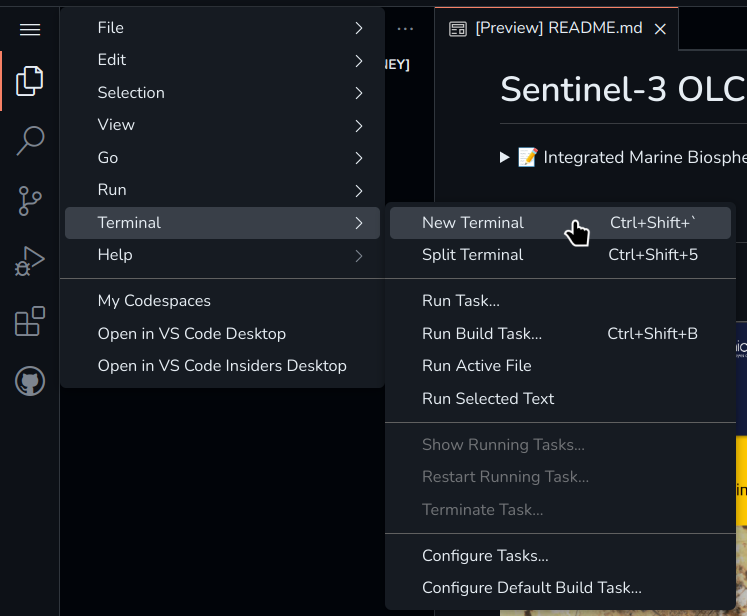 File
Edit
Selection
View
Go
Run
Terminal
Help
My Codespaces
Open in VS Code Desktop
Open in VS Code Insiders Desktop
New Terminal Ctrl+Shift+`
Split Terminal Ctrl+Shift+5
Run Task...
Run Build Task... Ctrl+Shift+B
Run Active File
Run Selected Text
Show Running Tasks...
Restart Running Task...
Terminate Task...
Configure Tasks...
Configure Default Build Task...
[Preview] README.md
Sentinel-3 OLC
Integrated Marine Biosphe